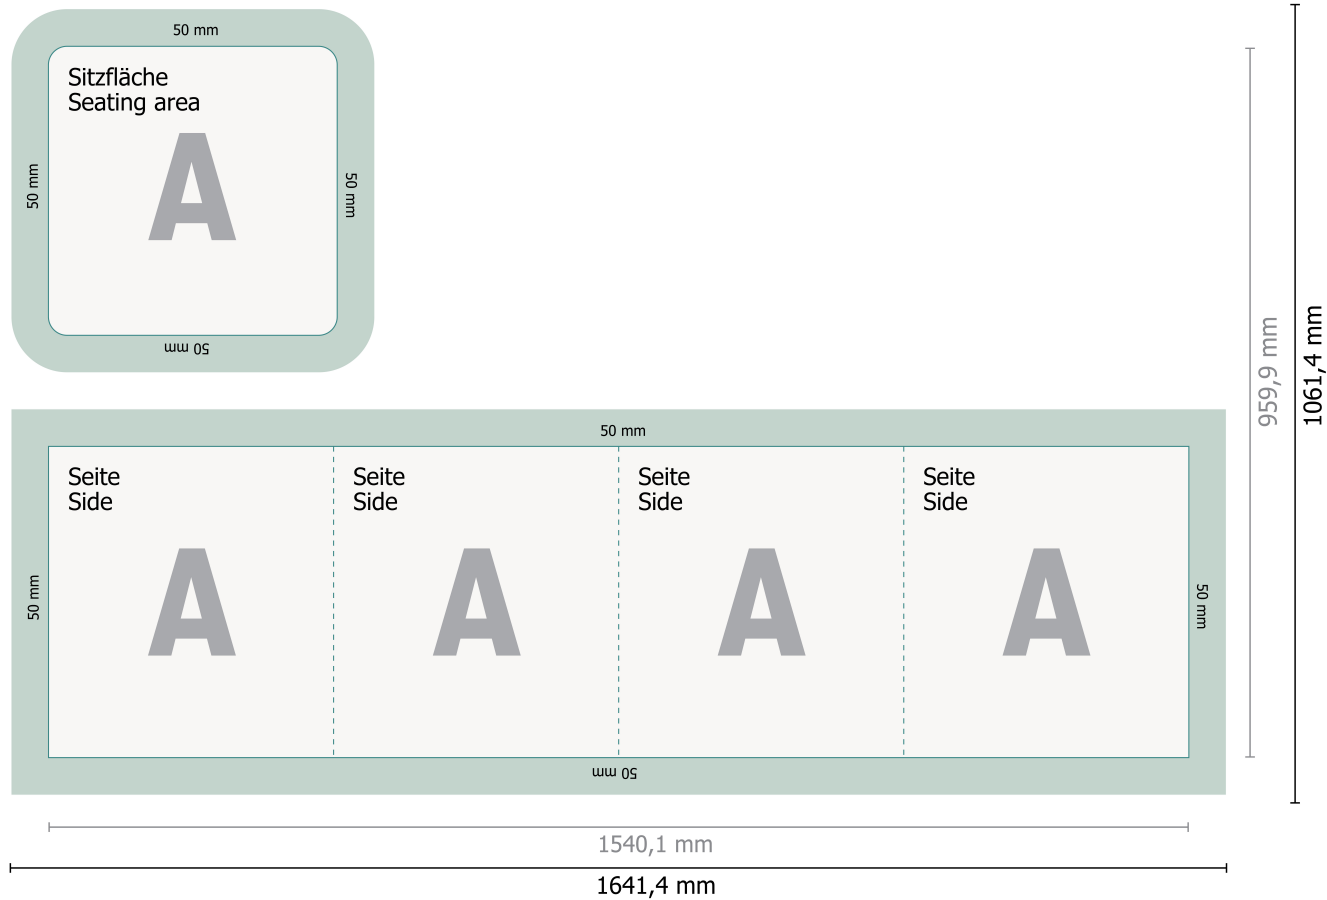 50 mm
Sitzfläche
Seating area
A
50 mm
50 mm
50 mm
50 mm
Seite
Side
A
Seite
Side
A
Seite
Side
A
Seite
Side
A
50 mm
50 mm
50 mm
959,9 mm
1061,4 mm
1540,1 mm
1641,4 mm